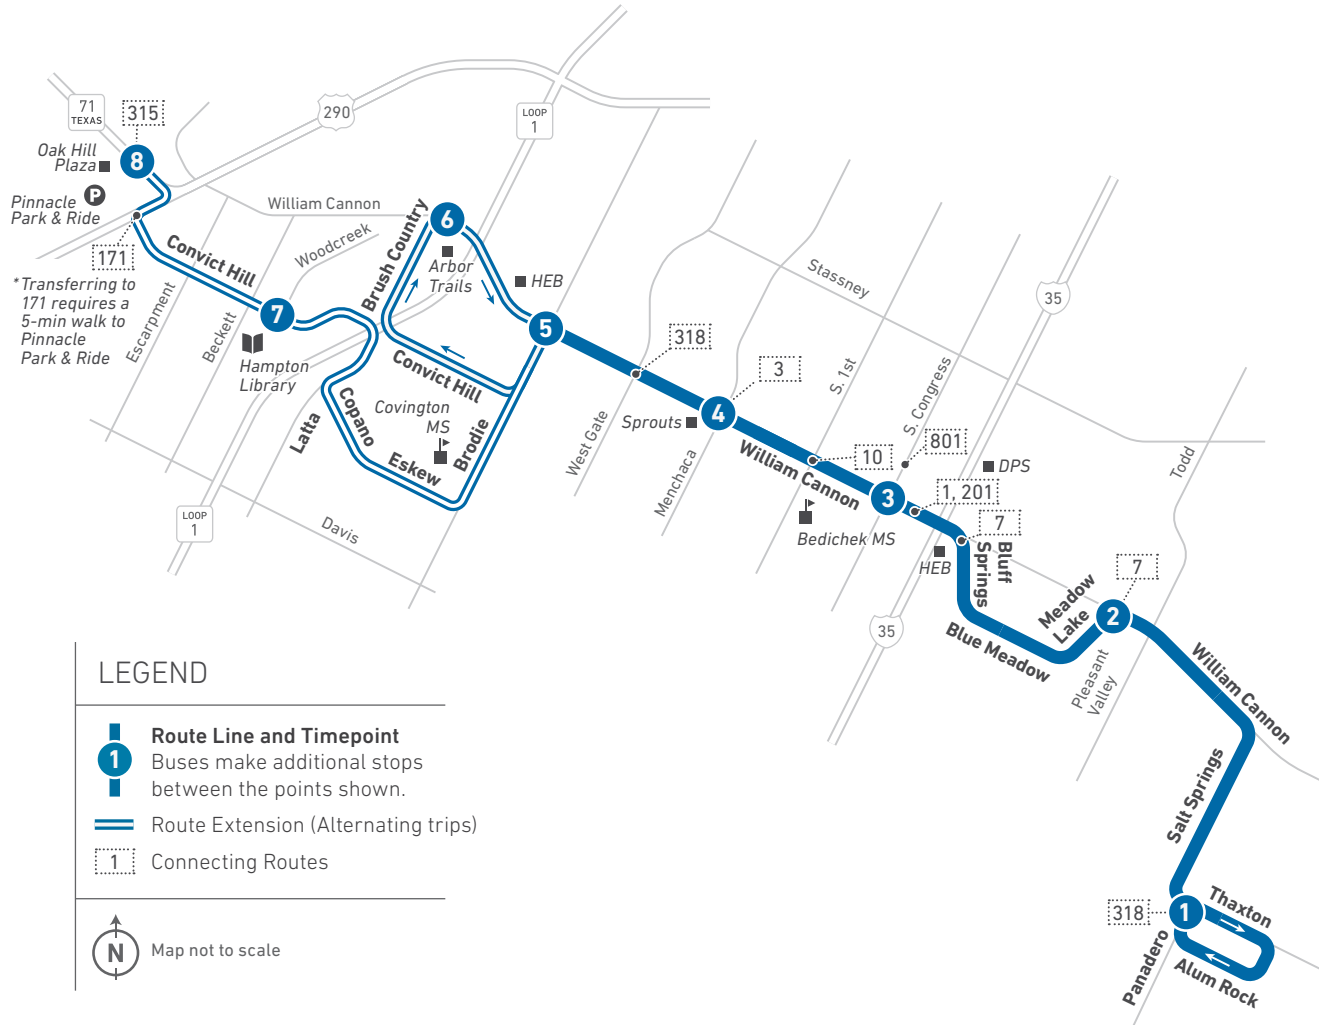 71
TEXAS
315
290
LOOP
1
Oak Hill
Plaza
8
P
Pinnacle
Park & Ride
171
*Transferring to
171 requires a
5-min walk to
Pinnacle
Park & Ride
Convict Hill
William Cannon
Woodcreek
Escarpment
Beckett
7
Hampton
Library
Brush Country
6
Arbor
Trails
HEB
5
Convict Hill
Latta
Copano
Covington
MS
Eskew
Brodie
LOOP
1
Davis
318
West Gate
Sprouts
4
3
Menchaca
William Cannon
Stassney
S. 1st
10
Bedichek MS
3
S. Congress
801
35
DPS
1, 201
7
HEB
Bluff
Springs
35
Blue Meadow
Meadow
Lake
7
2
Pleasant
Valley
Todd
William Cannon
Salt Springs
318
1
Thaxton
Alum Rock
Panadero
LEGEND
1
Route Line and Timepoint
Buses make additional stops
between the points shown.
Route Extension (Alternating trips)
1
Connecting Routes
N
Map not to scale